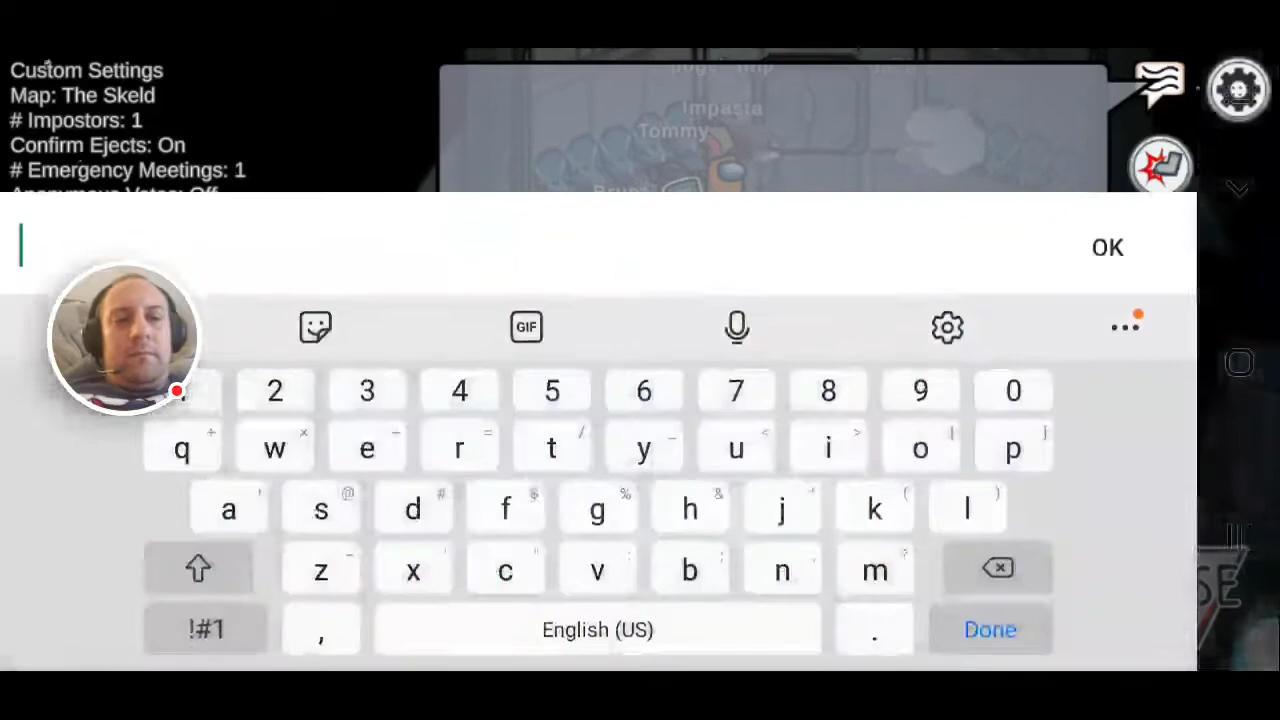 Custom Settings
Map: The Skeld
# Impostors: 1
Confirm Ejects: On
# Emergency Meetings: 1
Impasta
Tommy
OK
GIF
2 3 4 5 6 7 8 9 0
q w e r t y u i o p
a s d f g h j k l
z x c v b n m
!#1 , English (US) . Done